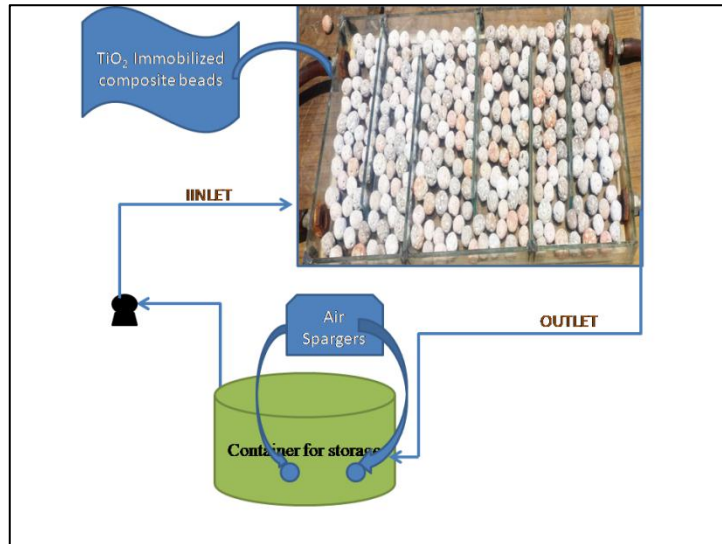 TiO₂ Immobilized
composite beads
IINLET
Air
Spargers
OUTLET
Container for storage